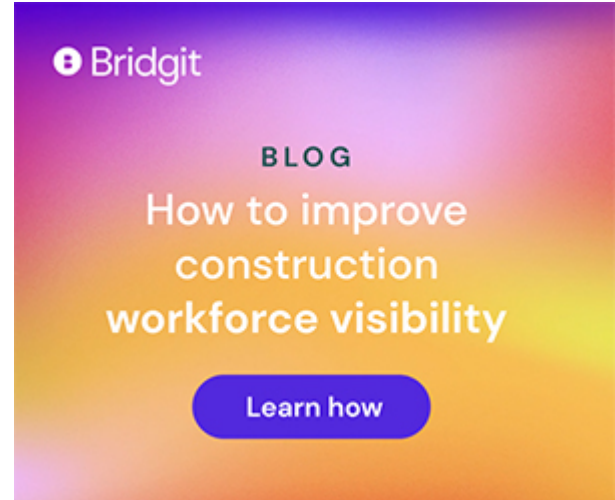 Bridgit
BLOG
How to improve
construction
workforce visibility
Learn how